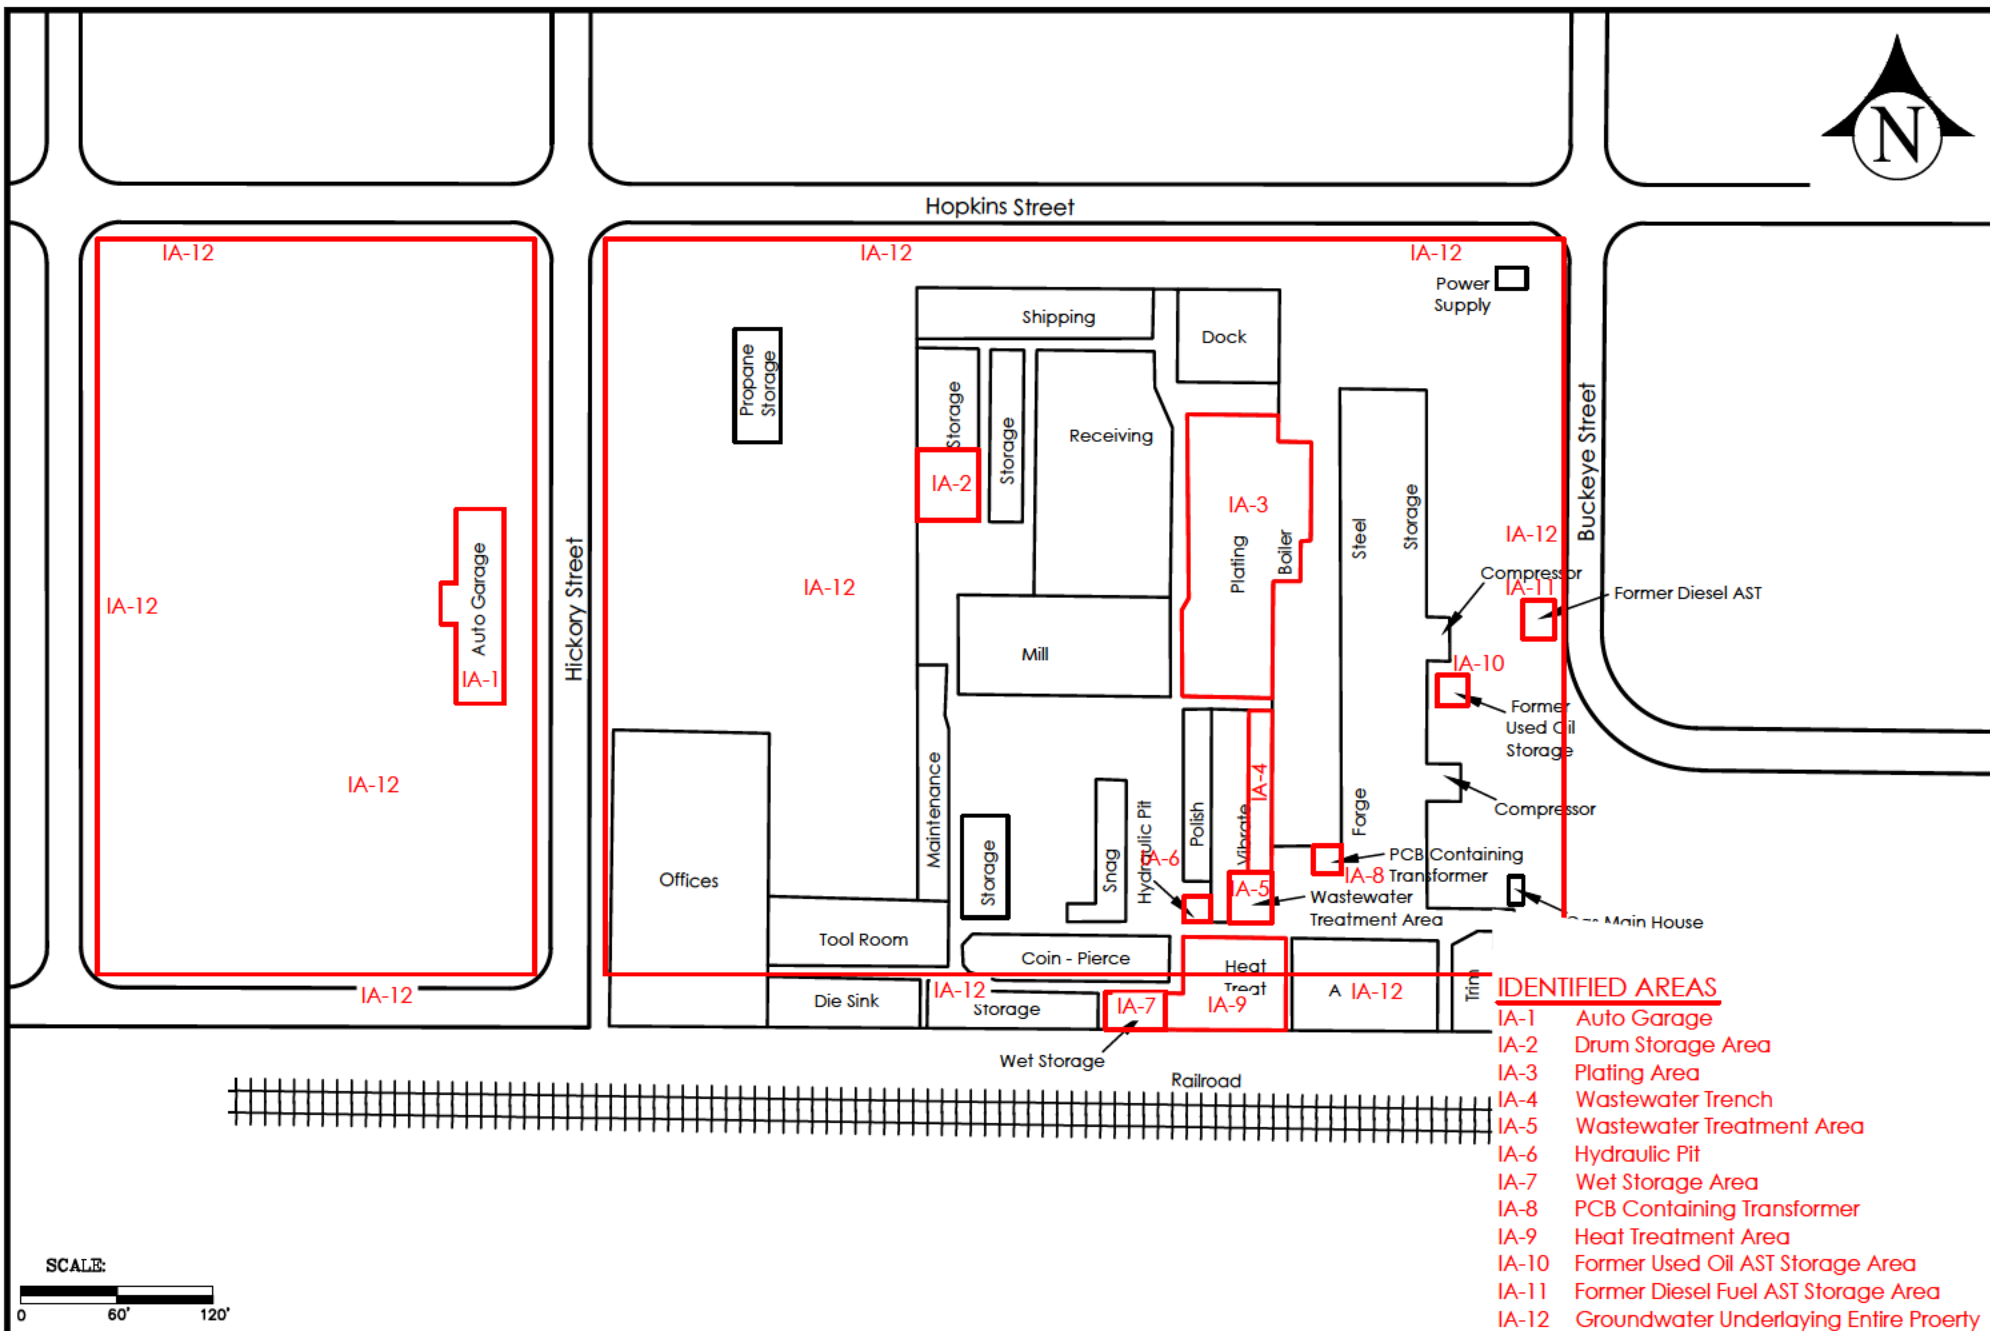 N
Hopkins Street
IA-12
IA-12
IA-12
Power
Supply
Shipping
Dock
Propane
Storage
Storage
Storage
Receiving
IA-2
IA-3
Plating
Boiler
Steel
Storage
IA-12
Buckeye Street
Compressor
IA-11
Former Diesel AST
IA-12
Auto Garage
IA-1
Hickory Street
IA-12
Mill
IA-10
Former
Used Oil
Storage
IA-12
Maintenance
IA-4
Compressor
Offices
Storage
Snag
Hydraulic Pit
IA-6
Polish
Vibrate
Forge
PCB Containing
Transformer
IA-8
IA-5
Wastewater
Treatment Area
Gas Main House
Tool Room
Coin - Pierce
Heat
Treat
Trim
IA-12
Die Sink
IA-12
Storage
IA-7
IA-9
A
IA-12
Wet Storage
Railroad
IDENTIFIED AREAS
IA-1 Auto Garage
IA-2 Drum Storage Area
IA-3 Plating Area
IA-4 Wastewater Trench
IA-5 Wastewater Treatment Area
IA-6 Hydraulic Pit
IA-7 Wet Storage Area
IA-8 PCB Containing Transformer
IA-9 Heat Treatment Area
IA-10 Former Used Oil AST Storage Area
IA-11 Former Diesel Fuel AST Storage Area
IA-12 Groundwater Underlaying Entire Proerty
SCALE:
0 60' 120'